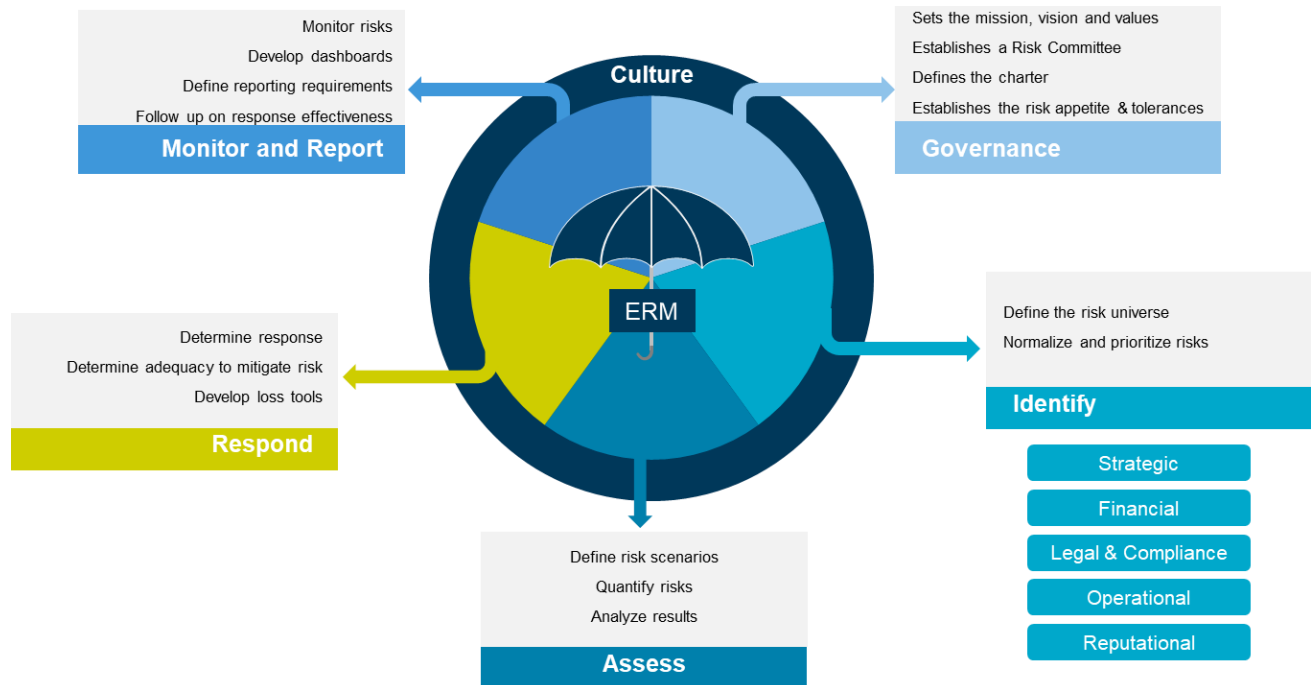 Monitor risks
Develop dashboards
Define reporting requirements
Follow up on response effectiveness
Monitor and Report
Culture
Sets the mission, vision and values
Establishes a Risk Committee
Defines the charter
Establishes the risk appetite & tolerances
Governance
ERM
Define the risk universe
Normalize and prioritize risks
Identify
Strategic
Financial
Legal & Compliance
Operational
Reputational
Determine response
Determine adequacy to mitigate risk
Develop loss tools
Respond
Define risk scenarios
Quantify risks
Analyze results
Assess